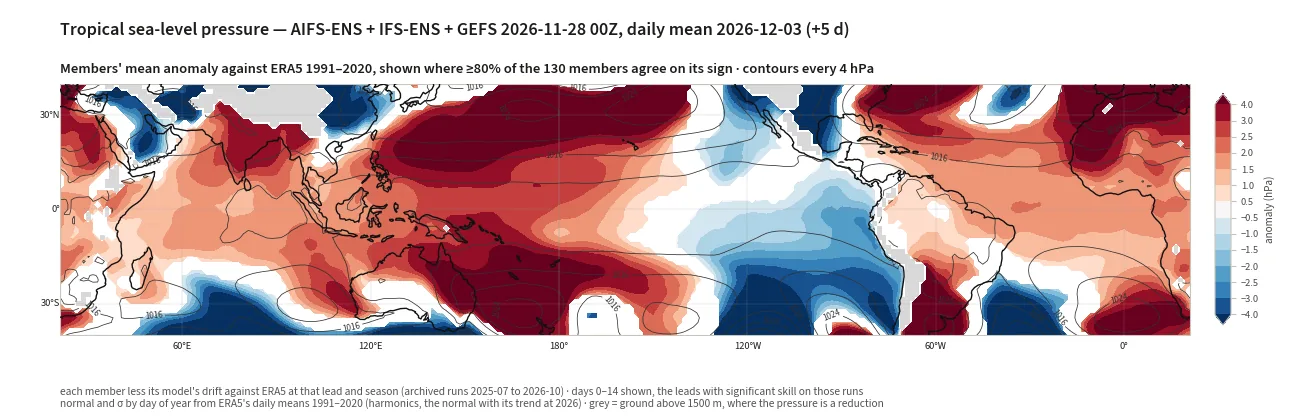 Tropical sea-level pressure — AIFS-ENS + IFS-ENS + GEFS 2026-11-28 00Z, daily mean 2026-12-03 (+5 d)
Members' mean anomaly against ERA5 1991–2020, shown where ≥80% of the 130 members agree on its sign · contours every 4 hPa
30°N
0°
30°S
60°E
120°E
180°
120°W
60°W
0°
1016
1016
1016
1016
1016
1016
1016
1016
1016
1024
1016
1024
4.0
3.0
2.5
2.0
1.5
1.0
0.5
−0.5
−1.0
−1.5
−2.0
−2.5
−3.0
−4.0
anomaly (hPa)
each member less its model's drift against ERA5 at that lead and season (archived runs 2025-07 to 2026-10) · days 0–14 shown, the leads with significant skill on those runs
normal and σ by day of year from ERA5's daily means 1991–2020 (harmonics, the normal with its trend at 2026) · grey = ground above 1500 m, where the pressure is a reduction